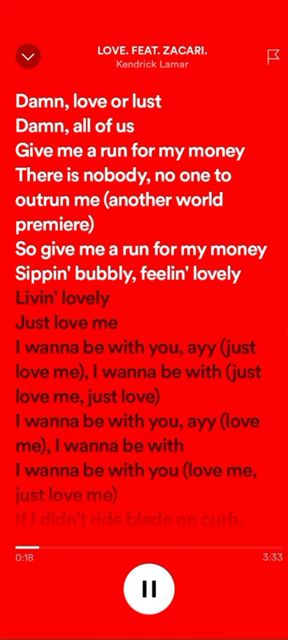 LOVE. FEAT. ZACARI.
Kendrick Lamar
Damn, love or lust
Damn, all of us
Give me a run for my money
There is nobody, no one to
outrun me (another world
premiere)
So give me a run for my money
Sippin' bubbly, feelin' lovely
Livin' lovely
Just love me
I wanna be with you, ayy (just
love me), I wanna be with (just
love me, just love)
I wanna be with you, ayy (love
me), I wanna be with
I wanna be with you (love me,
just love me)
If I didn't ride blade on curb,
0:18
3:33